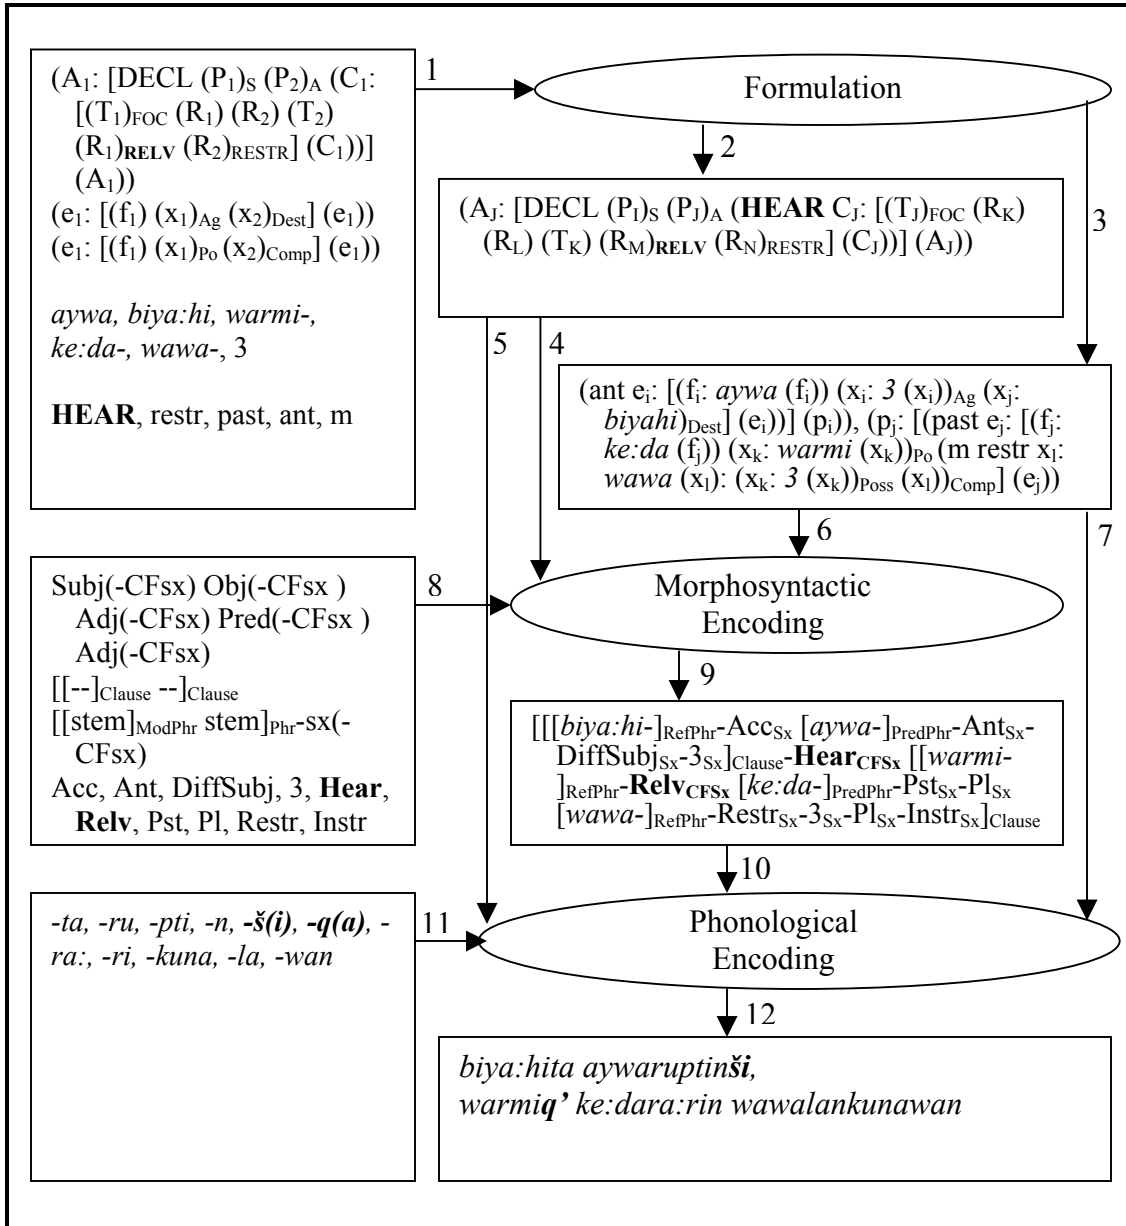 (A₁: [DECL (P₁)S (P₂)A (C₁:
[(T₁)FOC (R₁) (R₂) (T₂)
(R₁)RELV (R₂)RESTR] (C₁))]
(A₁))
(e₁: [(f₁) (x₁)Ag (x₂)Dest] (e₁))
(e₁: [(f₁) (x₁)Po (x₂)Comp] (e₁))
aywa, biya:hi, warmi-,
ke:da-, wawa-, 3
HEAR, restr, past, ant, m
1
Formulation
2
3
(AJ: [DECL (PI)S (PJ)A (HEAR CJ: [(TJ)FOC (RK)
(RL) (TK) (RM)RELV (RN)RESTR] (CJ))] (AJ))
5
4
(ant ei: [(fi: aywa (fi)) (xi: 3 (xi))Ag (xj:
biyahi)Dest] (ei))] (pi)), (pj: [(past ej: [(fj:
ke:da (fj)) (xk: warmi (xk))Po (m restr xl:
wawa (xl): (xk: 3 (xk))Poss (xl))Comp] (ej))
6
7
Subj(-CFsx) Obj(-CFsx )
Adj(-CFsx) Pred(-CFsx )
Adj(-CFsx)
[[--]Clause --]Clause
[[stem]ModPhr stem]Phr-sx(-
CFsx)
Acc, Ant, DiffSubj, 3, Hear,
Relv, Pst, Pl, Restr, Instr
8
Morphosyntactic
Encoding
9
[[[biya:hi-]RefPhr-AccSx [aywa-]PredPhr-AntSx-
DiffSubjSx-3Sx]Clause-HearCFSx [[warmi-
]RefPhr-RelvCFSx [ke:da-]PredPhr-PstSx-PlSx
[wawa-]RefPhr-RestrSx-3Sx-PlSx-InstrSx]Clause
10
-ta, -ru, -pti, -n, -š(i), -q(a), -
ra:, -ri, -kuna, -la, -wan
11
Phonological
Encoding
12
biya:hita aywaruptinši,
warmiq’ ke:dara:rin wawalankunawan